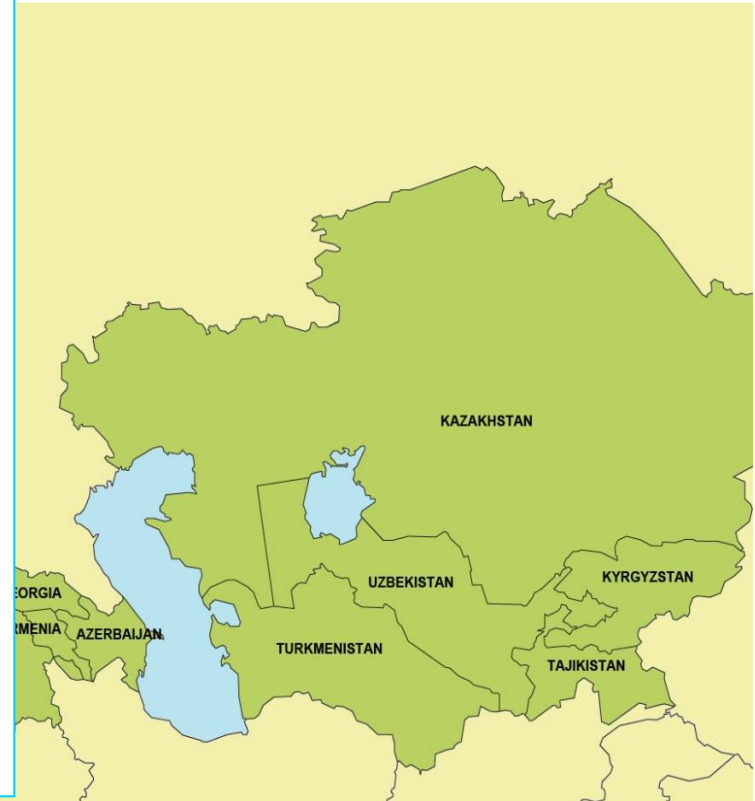 KAZAKHSTAN
KYRGYZSTAN
UZBEKISTAN
EORGIA
RMENIA
AZERBAIJAN
TURKMENISTAN
TAJIKISTAN